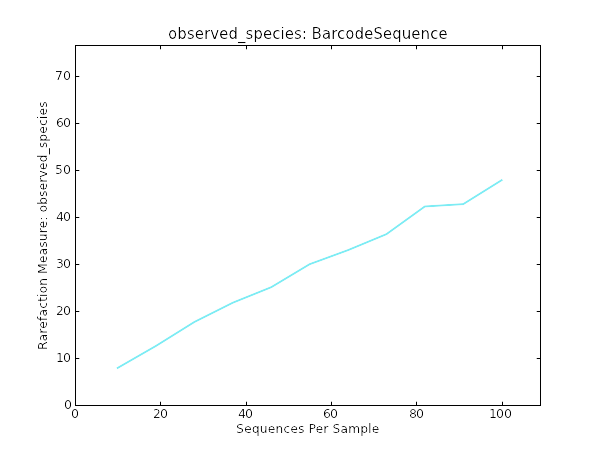 observed_species: BarcodeSequence
Rarefaction Measure: observed_species
70
60
50
40
30
20
10
0
0 20 40 60 80 100
Sequences Per Sample